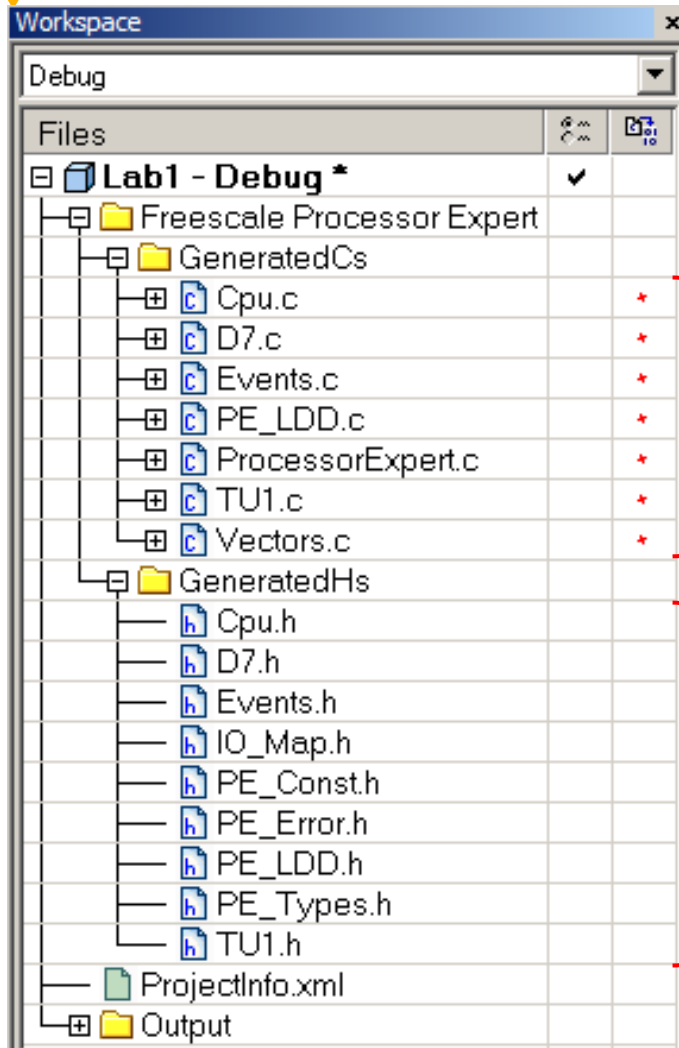 Workspace
Debug
Files
Lab1 - Debug *
Freescale Processor Expert
GeneratedCs
Cpu.c
D7.c
Events.c
PE_LDD.c
ProcessorExpert.c
TU1.c
Vectors.c
GeneratedHs
Cpu.h
D7.h
Events.h
IO_Map.h
PE_Const.h
PE_Error.h
PE_LDD.h
PE_Types.h
TU1.h
ProjectInfo.xml
Output